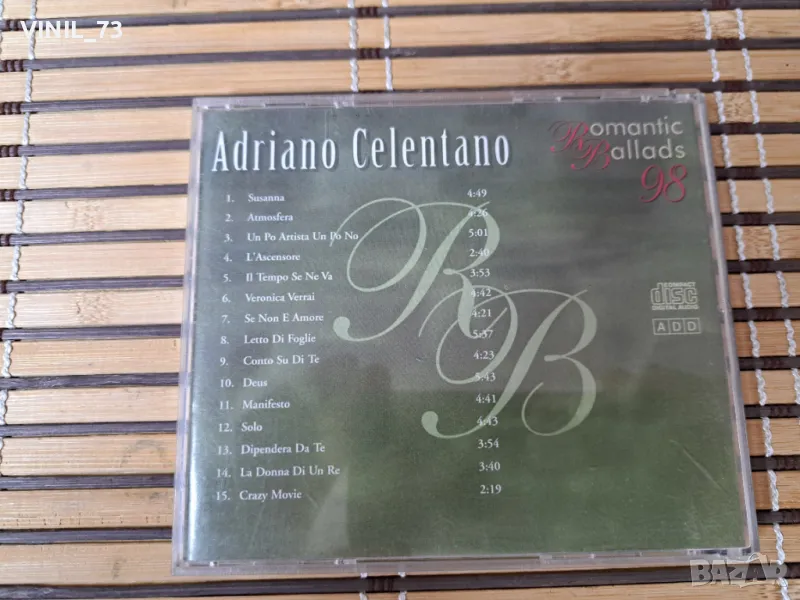 VINIL_73
Adriano Celentano
Romantic
Ballads
98
1. Susanna 4:49
2. Atmosfera 4:26
3. Un Po Artista Un Po No 5:01
4. L'Ascensore 2:40
5. Il Tempo Se Ne Va 3:53
6. Veronica Verrai 4:42
7. Se Non E Amore 4:21
8. Letto Di Foglie 5:37
9. Conto Su Di Te 4:23
10. Deus 5:43
11. Manifesto 4:41
12. Solo 4:43
13. Dipendera Da Te 3:54
14. La Donna Di Un Re 3:40
15. Crazy Movie 2:19
RB
COMPACT
disc
DIGITAL AUDIO
ADD
BAZAR